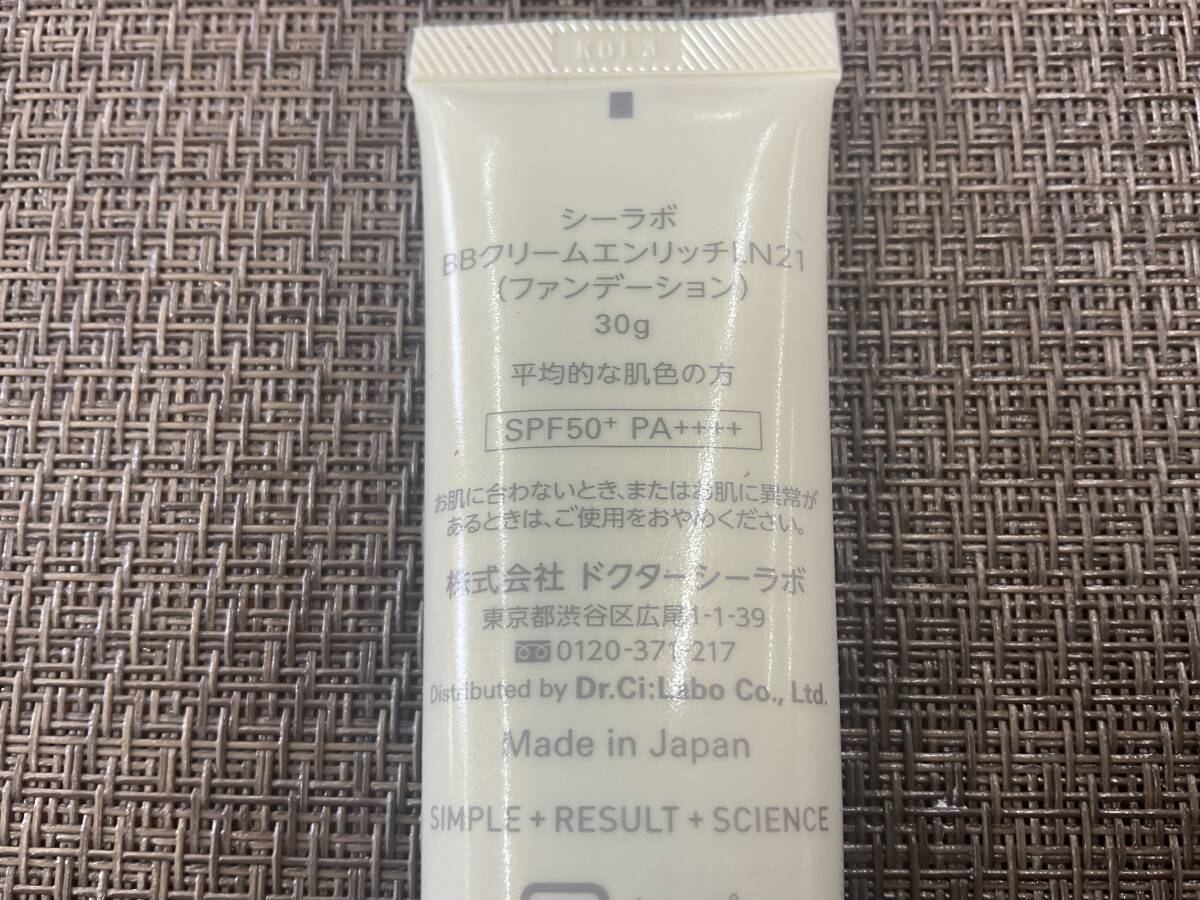 KDL3
シーラボ
BBクリームエンリッチLN21
(ファンデーション)
30g
平均的な肌色の方
SPF50+ PA++++
お肌に合わないとき、またはお肌に異常が
あるときは、ご使用をおやめください。
株式会社 ドクターシーラボ
東京都渋谷区広尾1-1-39
0120-371-217
Distributed by Dr.Ci:Labo Co., Ltd.
Made in Japan
SIMPLE + RESULT + SCIENCE